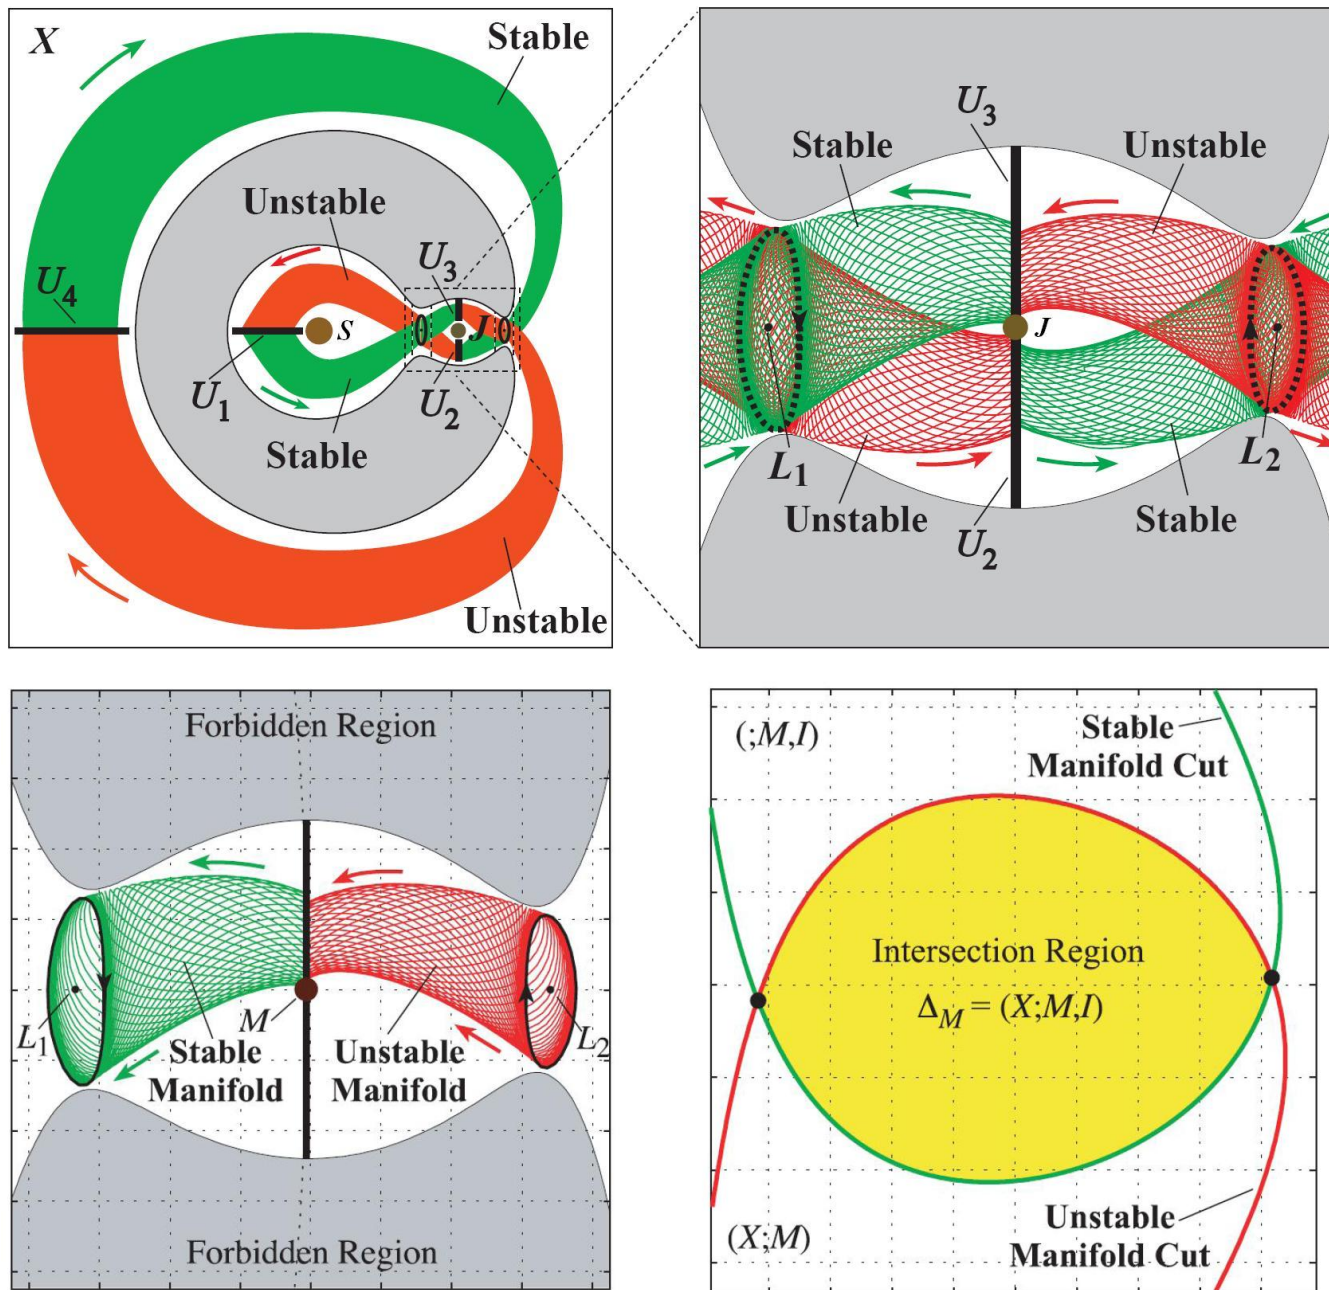 X
Stable
Unstable
U3
U4
S
J
U1
U2
Stable
Unstable
U3
Stable
Unstable
J
L1
L2
Unstable
Stable
U2
Forbidden Region
L1
M
L2
Stable
Manifold
Unstable
Manifold
Forbidden Region
(;M,I)
Stable
Manifold Cut
Intersection Region
ΔM = (X;M,I)
(X;M)
Unstable
Manifold Cut